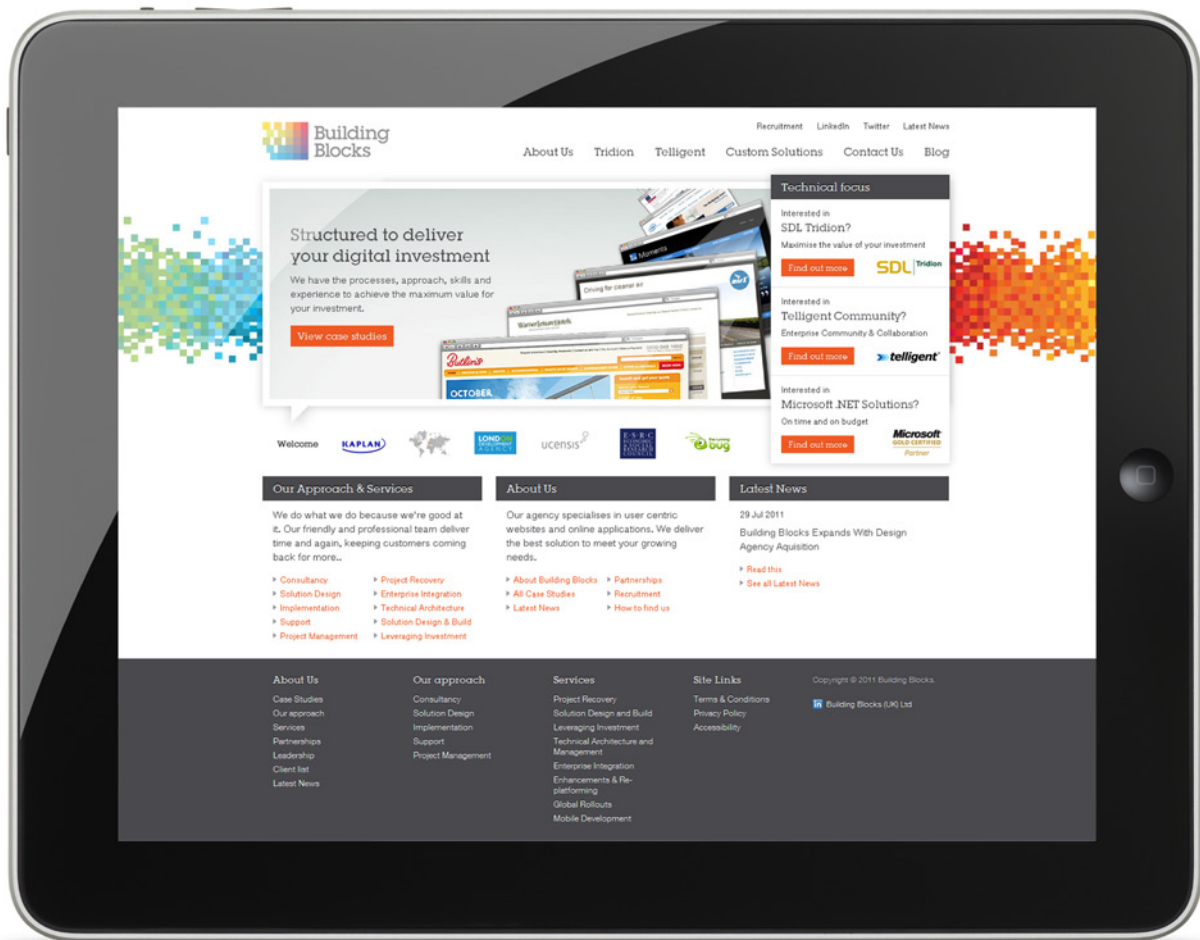 Building
Blocks
Recruitment LinkedIn Twitter Latest News
About Us Tridion Telligent Custom Solutions Contact Us Blog
Structured to deliver
your digital investment
We have the processes, approach, skills and
experience to achieve the maximum value for
your investment.
View case studies
Moments
Driving for cleaner air
WarnerLeisureHotels
Butlin's
OCTOBER
Technical focus
Interested in
SDL Tridion?
Maximise the value of your investment
Find out more
SDL Tridion
Interested in
Telligent Community?
Enterprise Community & Collaboration
Find out more
telligent
Interested in
Microsoft .NET Solutions?
On time and on budget
Find out more
Microsoft
GOLD CERTIFIED
Partner
Welcome
KAPLAN
LONDON
DEVELOPMENT
AGENCY
ucensis
E·S·R·C
ECONOMIC
& SOCIAL
RESEARCH
COUNCIL
bug
Our Approach & Services
We do what we do because we're good at
it. Our friendly and professional team deliver
time and again, keeping customers coming
back for more..
Consultancy
Solution Design
Implementation
Support
Project Management
Project Recovery
Enterprise Integration
Technical Architecture
Solution Design & Build
Leveraging Investment
About Us
Our agency specialises in user centric
websites and online applications. We deliver
the best solution to meet your growing
needs.
About Building Blocks
All Case Studies
Latest News
Partnerships
Recruitment
How to find us
Latest News
29 Jul 2011
Building Blocks Expands With Design
Agency Aquisition
Read this
See all Latest News
About Us
Case Studies
Our approach
Services
Partnerships
Leadership
Client list
Latest News
Our approach
Consultancy
Solution Design
Implementation
Support
Project Management
Services
Project Recovery
Solution Design and Build
Leveraging Investment
Technical Architecture and
Management
Enterprise Integration
Enhancements & Re-
platforming
Global Rollouts
Mobile Development
Site Links
Terms & Conditions
Privacy Policy
Accessibility
Copyright © 2011 Building Blocks.
in Building Blocks (UK) Ltd